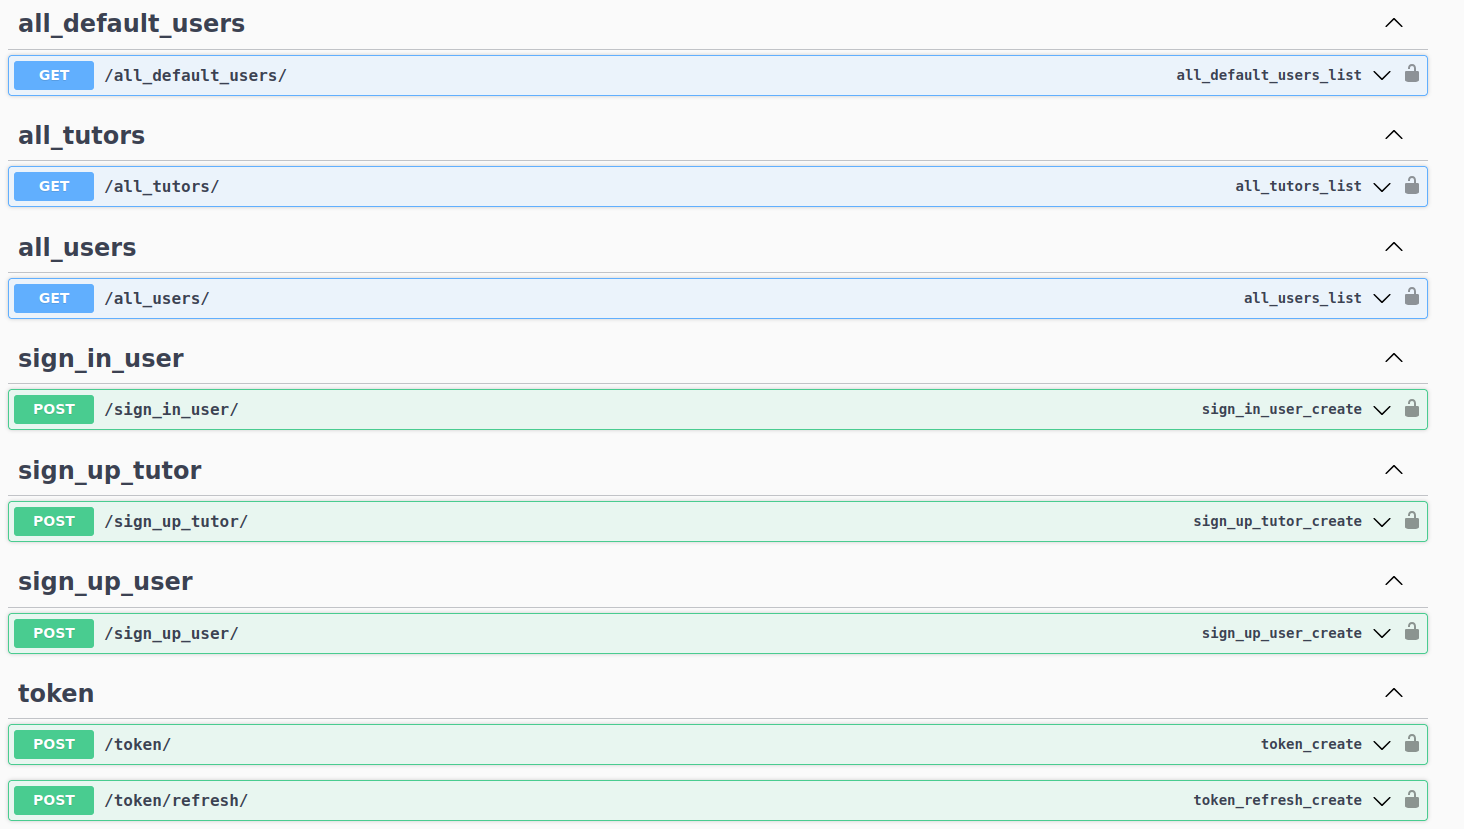 all_default_users
GET /all_default_users/ all_default_users_list
all_tutors
GET /all_tutors/ all_tutors_list
all_users
GET /all_users/ all_users_list
sign_in_user
POST /sign_in_user/ sign_in_user_create
sign_up_tutor
POST /sign_up_tutor/ sign_up_tutor_create
sign_up_user
POST /sign_up_user/ sign_up_user_create
token
POST /token/ token_create
POST /token/refresh/ token_refresh_create